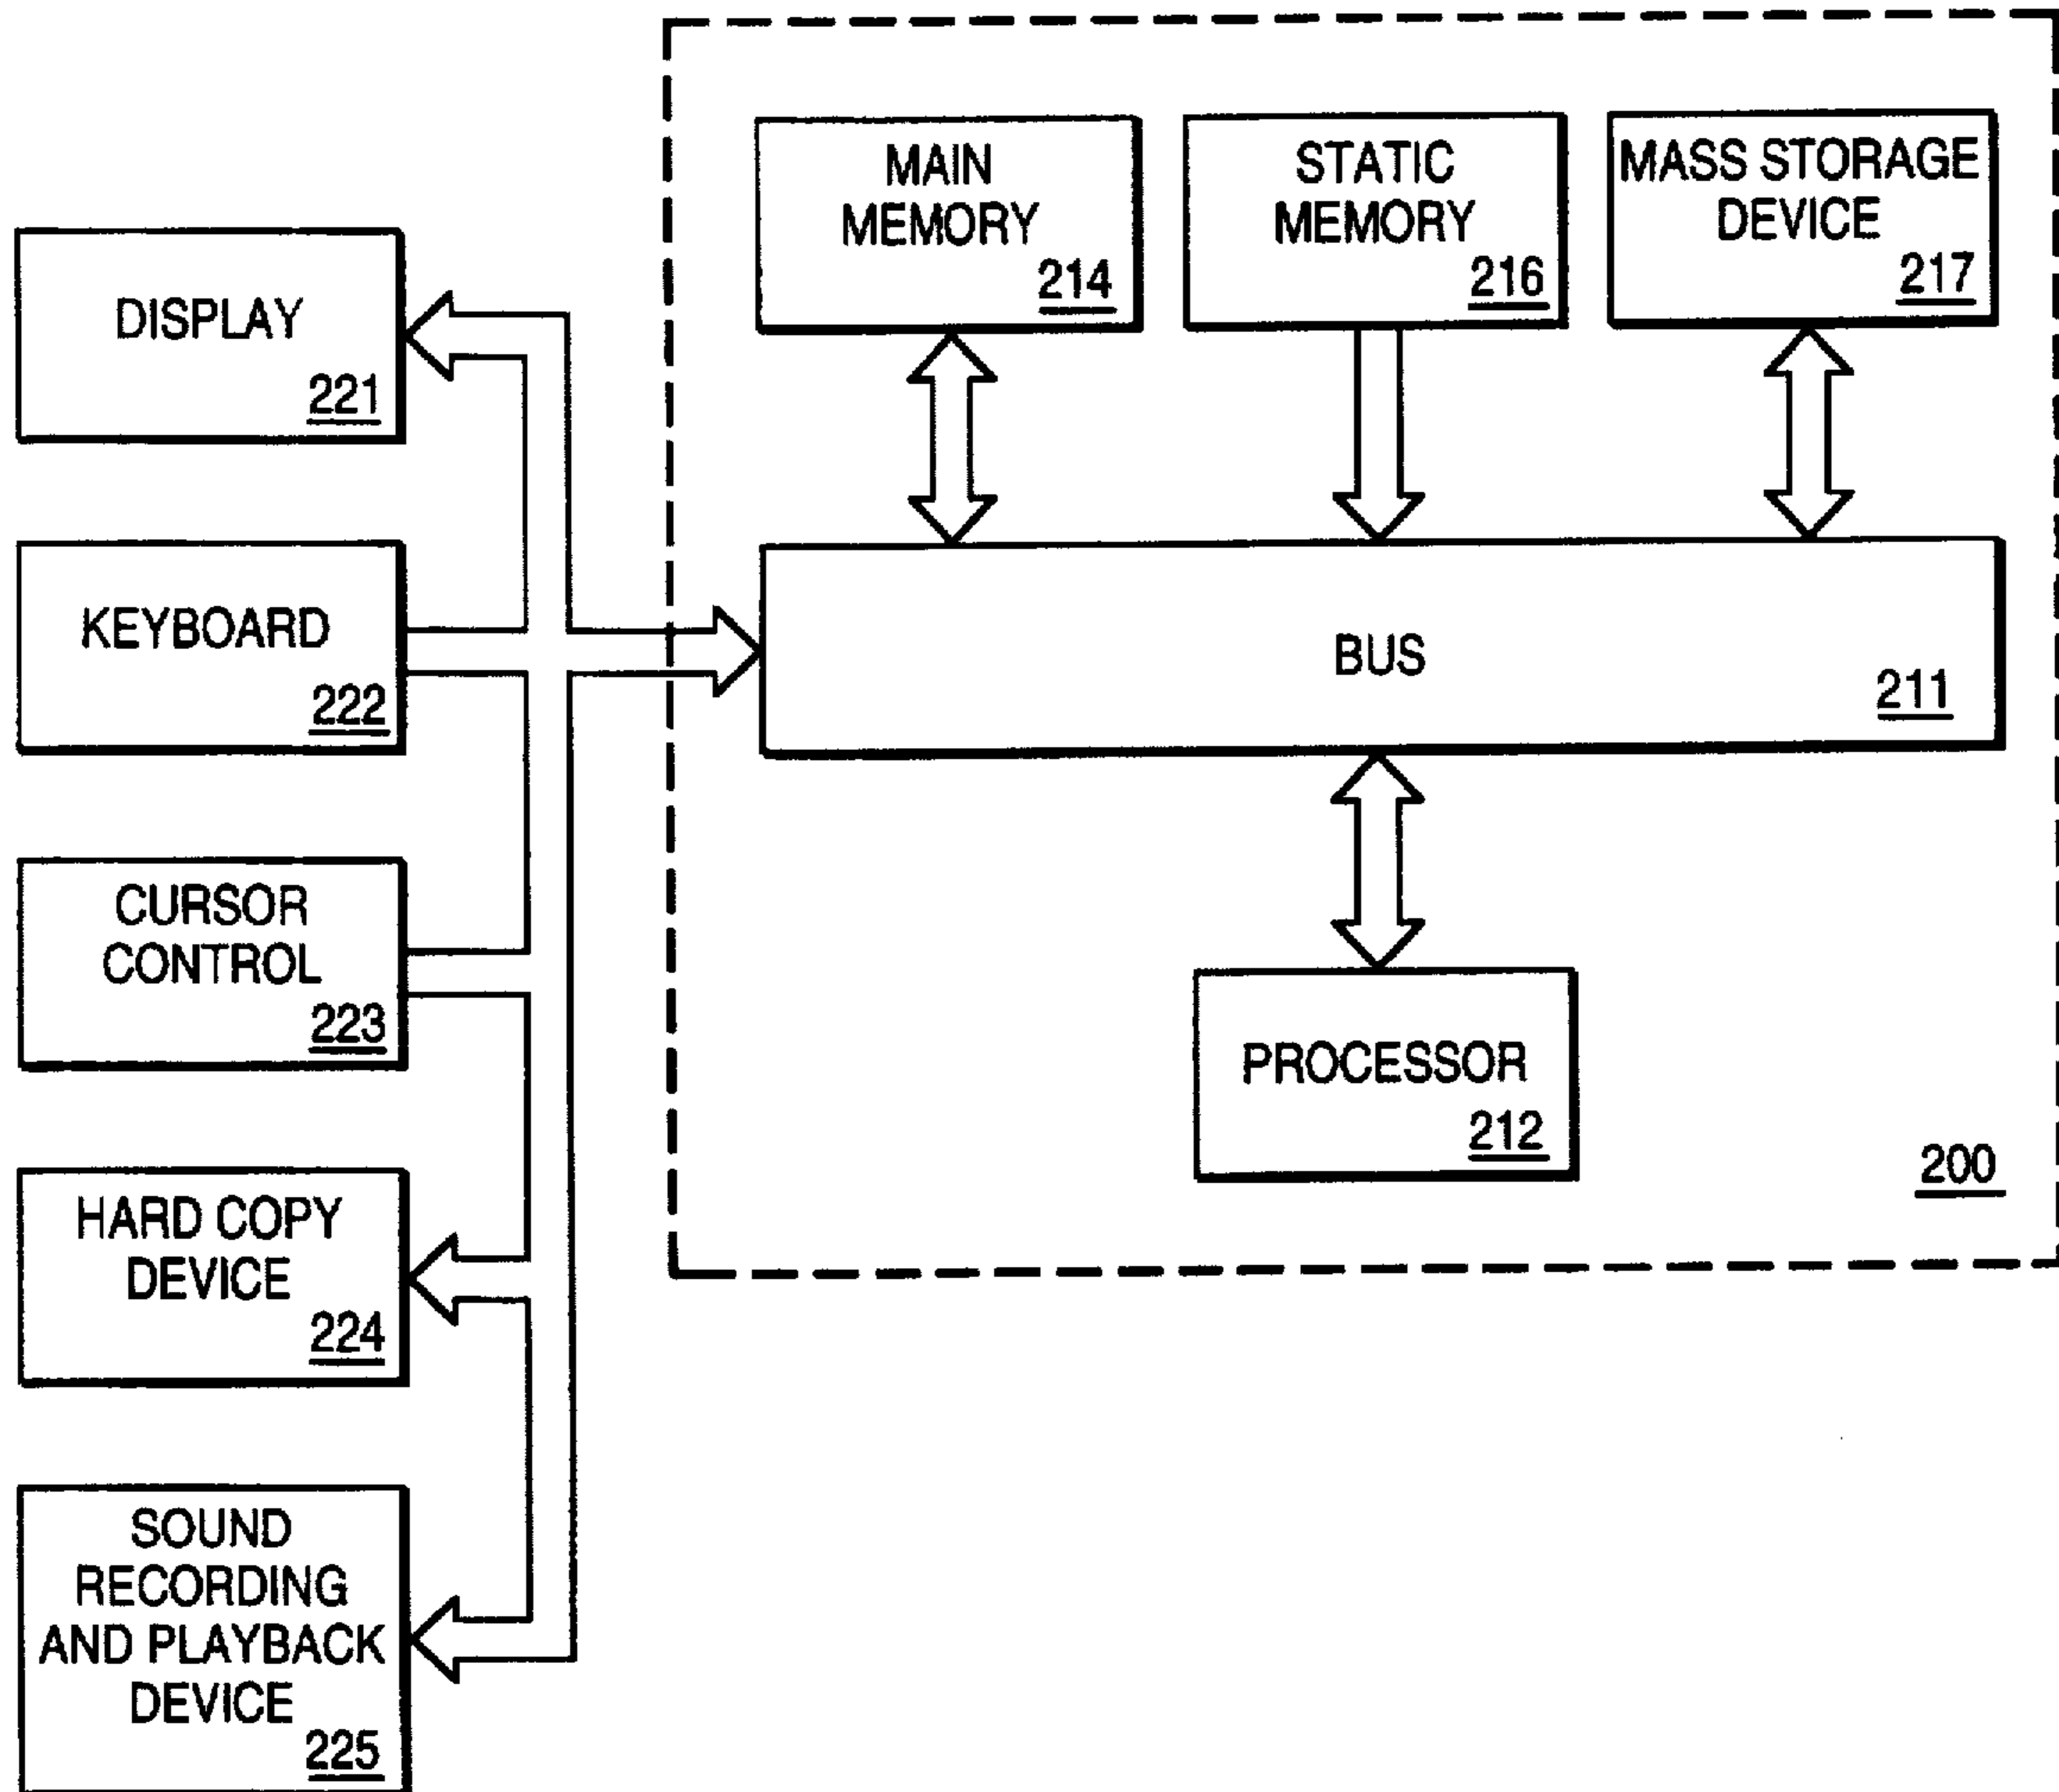 DISPLAY
221
KEYBOARD
222
CURSOR
CONTROL
223
HARD COPY
DEVICE
224
SOUND
RECORDING
AND PLAYBACK
DEVICE
225
MAIN
MEMORY
214
STATIC
MEMORY
216
MASS STORAGE
DEVICE
217
BUS
211
PROCESSOR
212
200